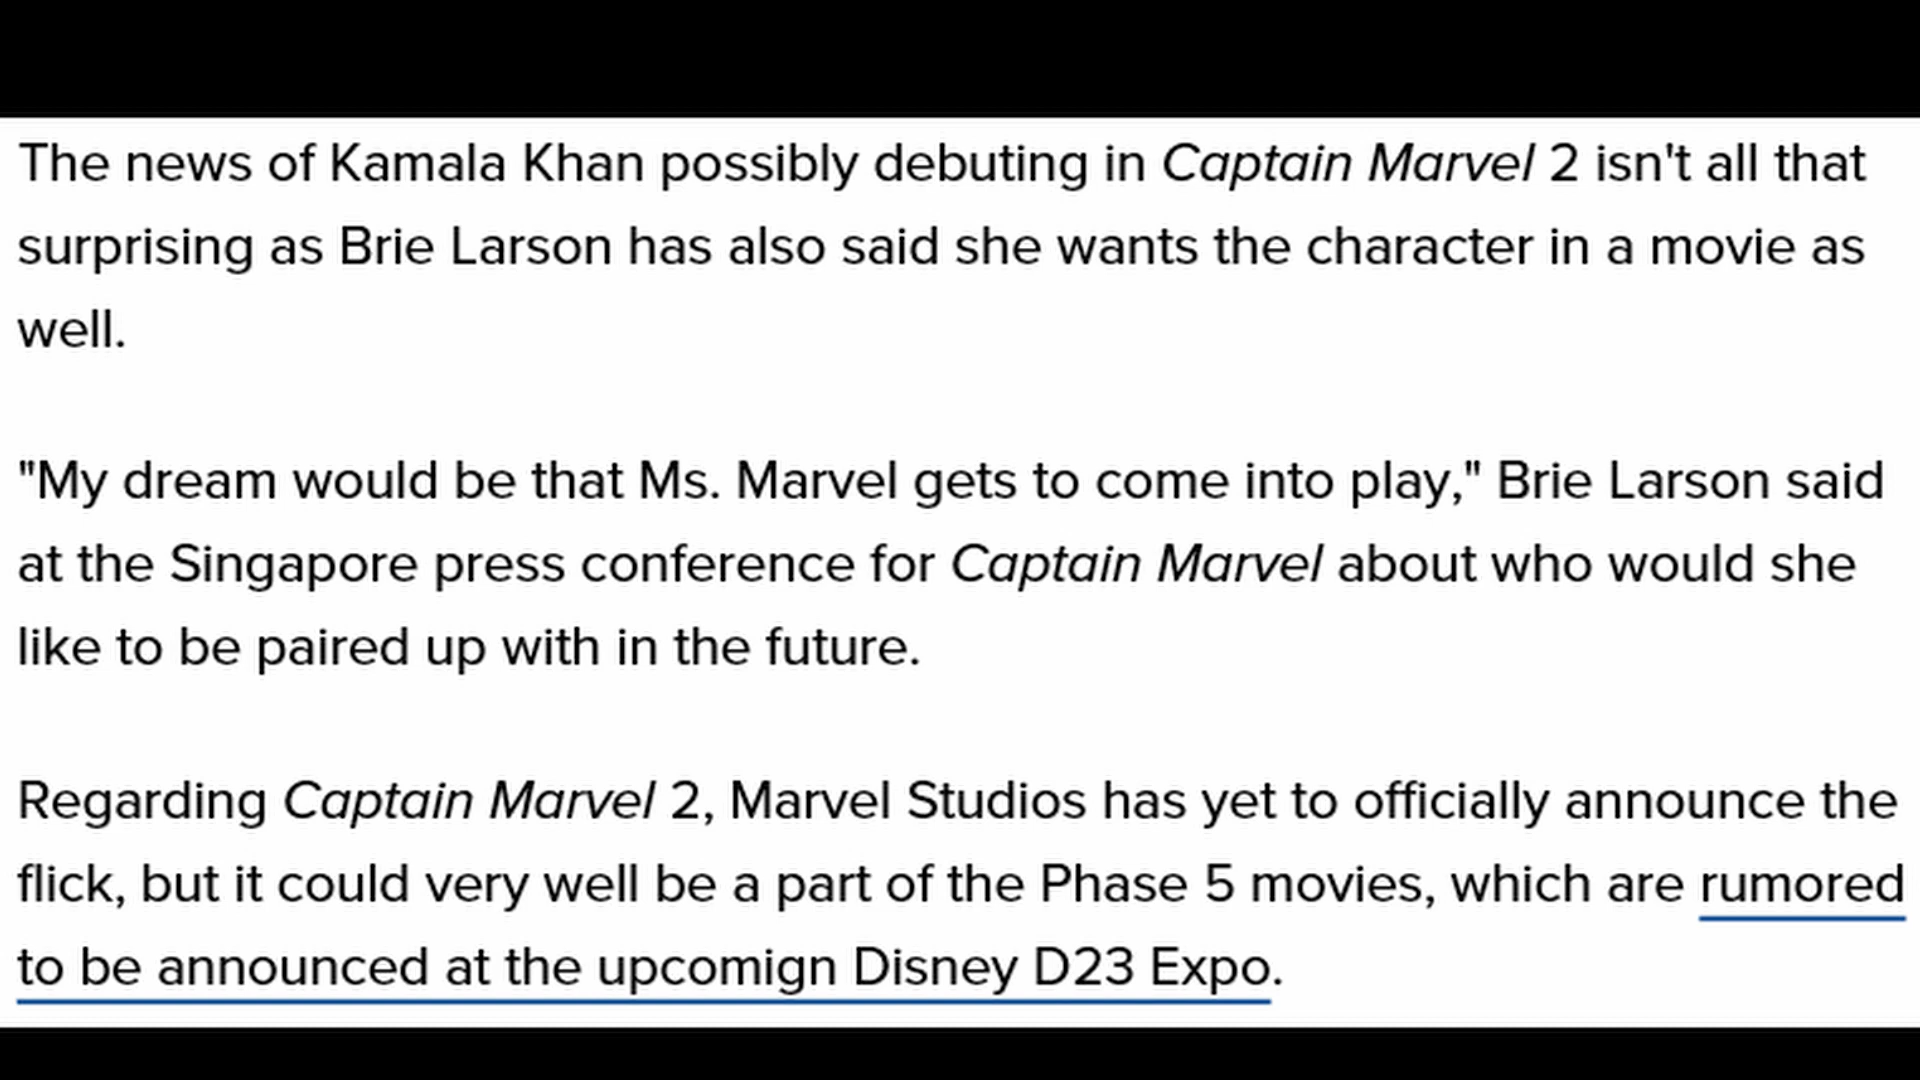 The news of Kamala Khan possibly debuting in Captain Marvel 2 isn't all that
surprising as Brie Larson has also said she wants the character in a movie as
well.
"My dream would be that Ms. Marvel gets to come into play," Brie Larson said
at the Singapore press conference for Captain Marvel about who would she
like to be paired up with in the future.
Regarding Captain Marvel 2, Marvel Studios has yet to officially announce the
flick, but it could very well be a part of the Phase 5 movies, which are rumored
to be announced at the upcomign Disney D23 Expo.